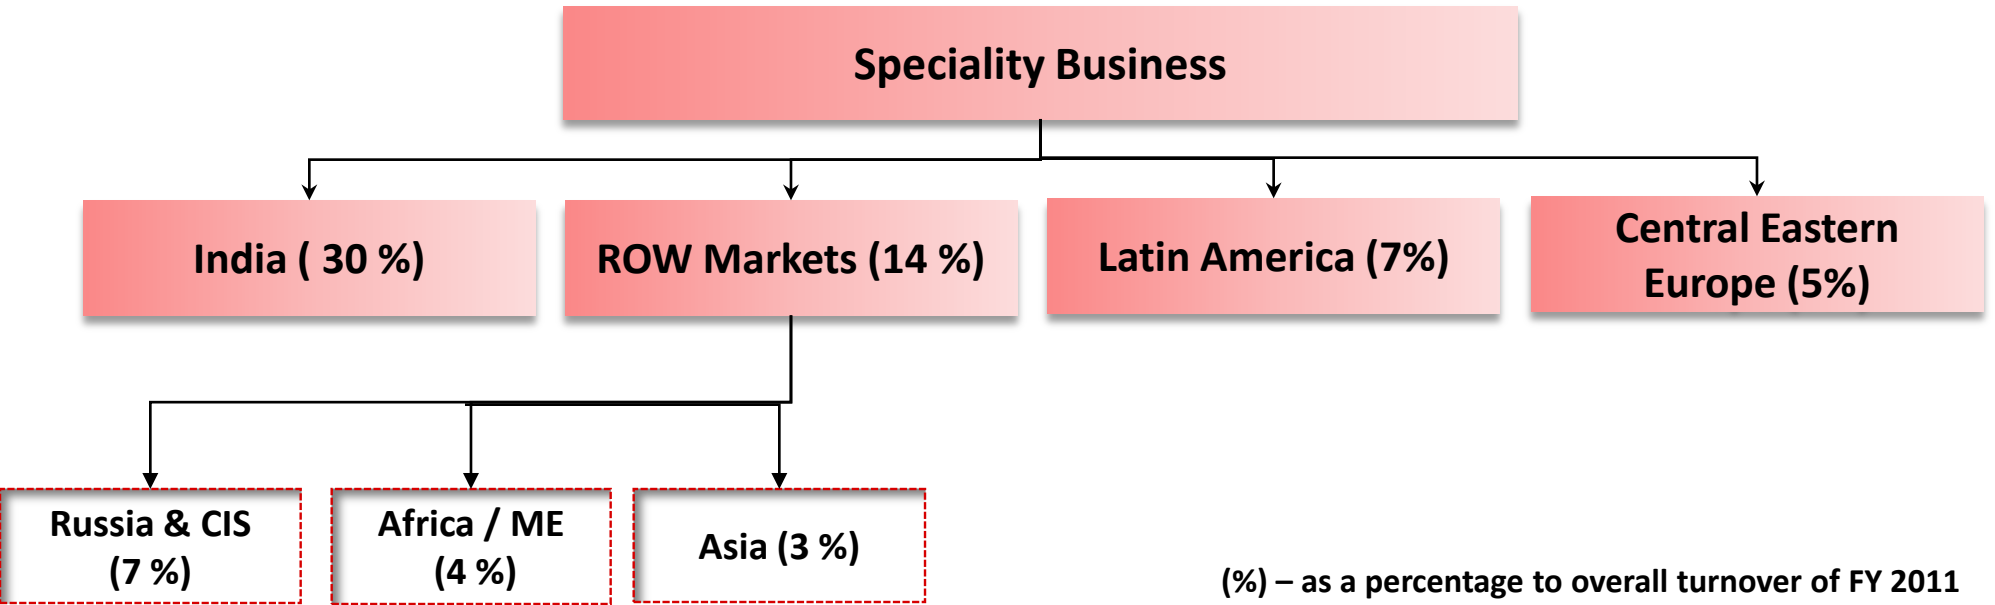 Speciality Business
India ( 30 %)
ROW Markets (14 %)
Latin America (7%)
Central Eastern
Europe (5%)
Russia & CIS
(7 %)
Africa / ME
(4 %)
Asia (3 %)
(%) – as a percentage to overall turnover of FY 2011